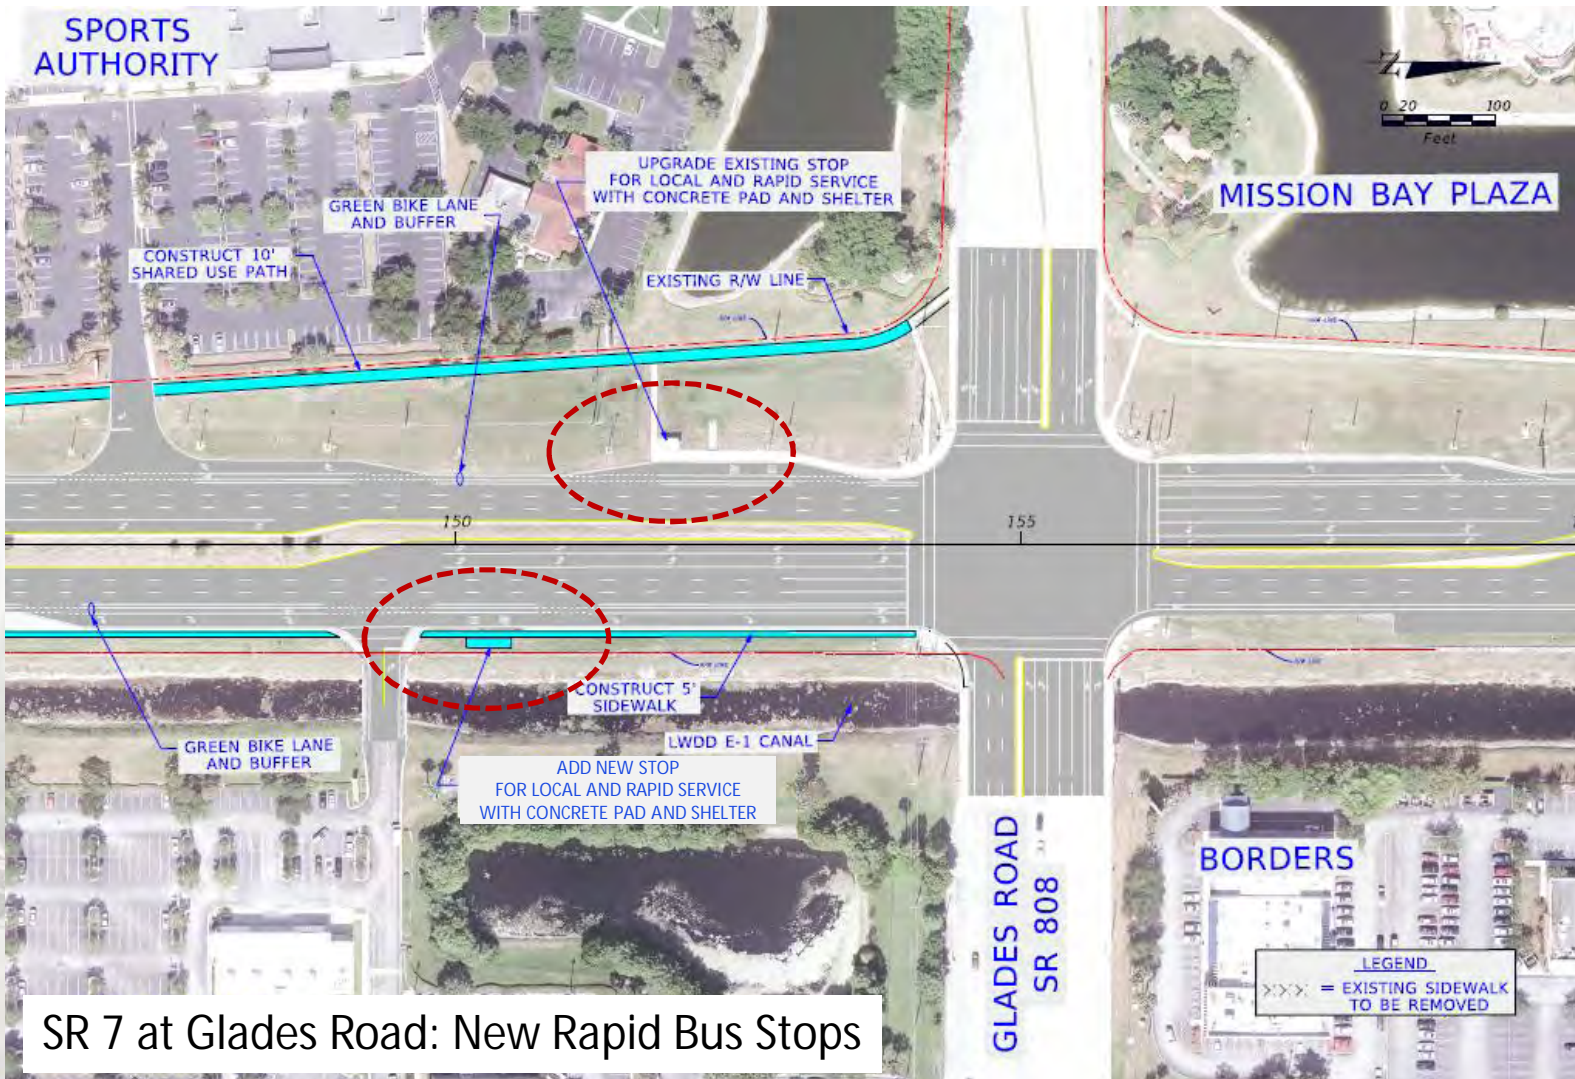 SPORTS
AUTHORITY
N
0 20 100
Feet
UPGRADE EXISTING STOP
FOR LOCAL AND RAPID SERVICE
WITH CONCRETE PAD AND SHELTER
MISSION BAY PLAZA
GREEN BIKE LANE
AND BUFFER
CONSTRUCT 10'
SHARED USE PATH
EXISTING R/W LINE
150
155
CONSTRUCT 5'
SIDEWALK
LWDD E-1 CANAL
GREEN BIKE LANE
AND BUFFER
ADD NEW STOP
FOR LOCAL AND RAPID SERVICE
WITH CONCRETE PAD AND SHELTER
GLADES ROAD
SR 808
BORDERS
LEGEND
= EXISTING SIDEWALK
TO BE REMOVED
SR 7 at Glades Road: New Rapid Bus Stops